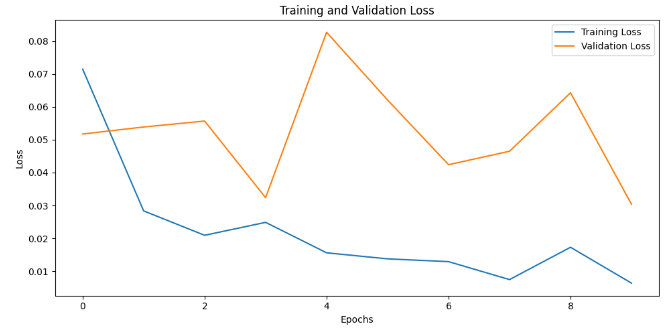 Training and Validation Loss
Training Loss
Validation Loss
0.08
0.07
0.06
0.05
0.04
0.03
0.02
0.01
Loss
0 2 4 6 8
Epochs